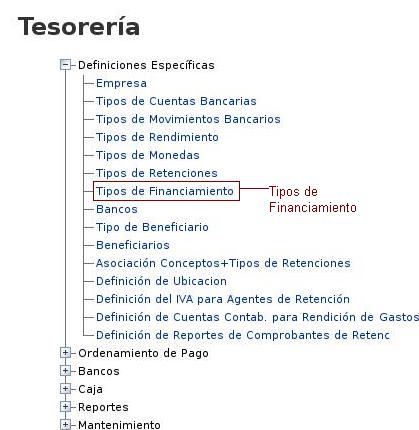 Tesorería
Definiciones Específicas
Empresa
Tipos de Cuentas Bancarias
Tipos de Movimientos Bancarios
Tipos de Rendimiento
Tipos de Monedas
Tipos de Retenciones
Tipos de Financiamiento
Tipos de
Financiamiento
Bancos
Tipo de Beneficiario
Beneficiarios
Asociación Conceptos+Tipos de Retenciones
Definición de Ubicacion
Definición del IVA para Agentes de Retención
Definición de Cuentas Contab. para Rendición de Gastos
Definición de Reportes de Comprobantes de Retenc
Ordenamiento de Pago
Bancos
Caja
Reportes
Mantenimiento